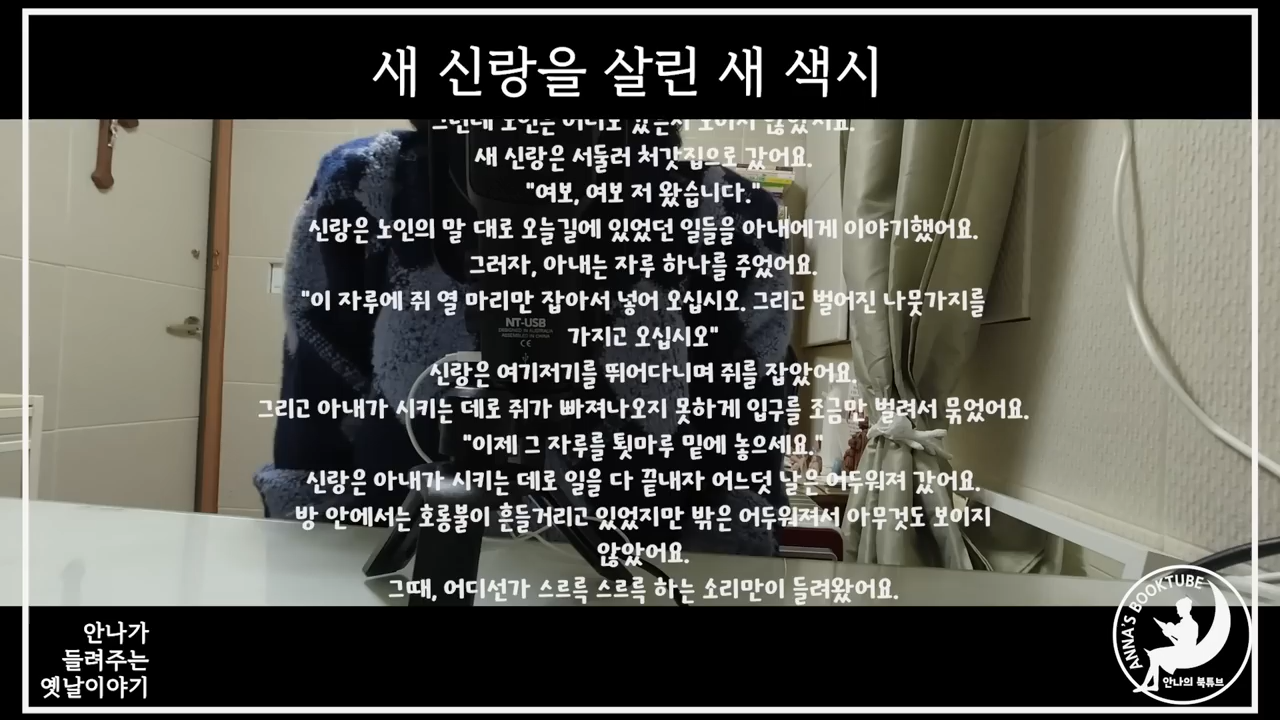 새 신랑을 살린 새 색시
새 신랑은 서둘러 처갓집으로 갔어요.
"여보, 여보 저 왔습니다."
신랑은 노인의 말 대로 오늘길에 있었던 일들을 아내에게 이야기했어요.
그러자, 아내는 자루 하나를 주었어요.
"이 자루에 쥐 열 마리만 잡아서 넣어 오십시오. 그리고 벌어진 나뭇가지를
가지고 오십시오"
NT-USB
DESIGNED IN AUSTRALIA
ASSEMBLED IN CHINA
CE
신랑은 여기저기를 뛰어다니며 쥐를 잡았어요.
그리고 아내가 시키는 데로 쥐가 빠져나오지 못하게 입구를 조금만 벌려서 묶었어요.
"이제 그 자루를 툇마루 밑에 놓으세요."
신랑은 아내가 시키는 데로 일을 다 끝내자 어느덧 날은 어두워져 갔어요.
방 안에서는 호롱불이 흔들거리고 있었지만 밖은 어두워져서 아무것도 보이지
않았어요.
그때, 어디선가 스르륵 스르륵 하는 소리만이 들려왔어요.
안나가
들려주는
옛날이야기
ANNA'S BOOKTUBE
안나의 북튜브